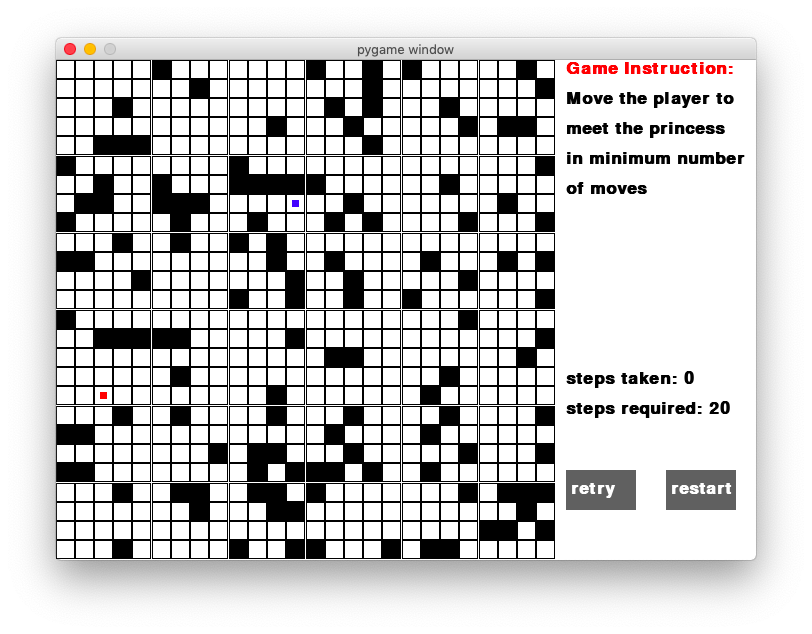 pygame window
Game Instruction:
Move the player to
meet the princess
in minimum number
of moves
steps taken: 0
steps required: 20
retry
restart